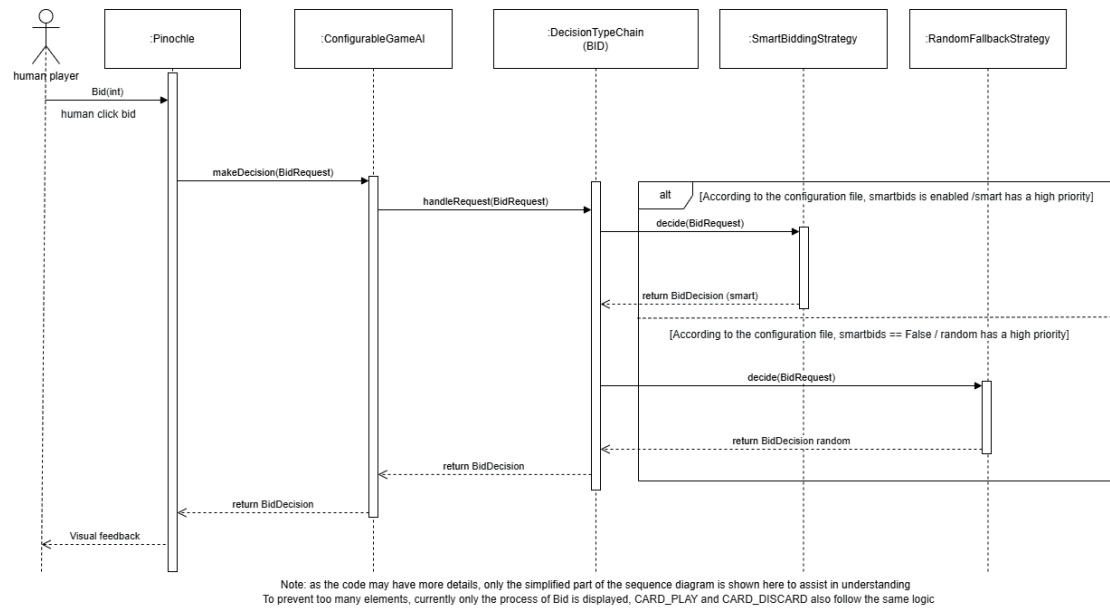 :Pinochle
:ConfigurableGameAI
:DecisionTypeChain
(BID)
:SmartBiddingStrategy
:RandomFallbackStrategy
human player
Bid(int)
human click bid
makeDecision(BidRequest)
handleRequest(BidRequest)
alt
[According to the configuration file, smartbids is enabled /smart has a high priority]
decide(BidRequest)
return BidDecision (smart)
[According to the configuration file, smartbids == False / random has a high priority]
decide(BidRequest)
return BidDecision random
return BidDecision
return BidDecision
Visual feedback
Note: as the code may have more details, only the simplified part of the sequence diagram is shown here to assist in understanding
To prevent too many elements, currently only the process of Bid is displayed, CARD_PLAY and CARD_DISCARD also follow the same logic